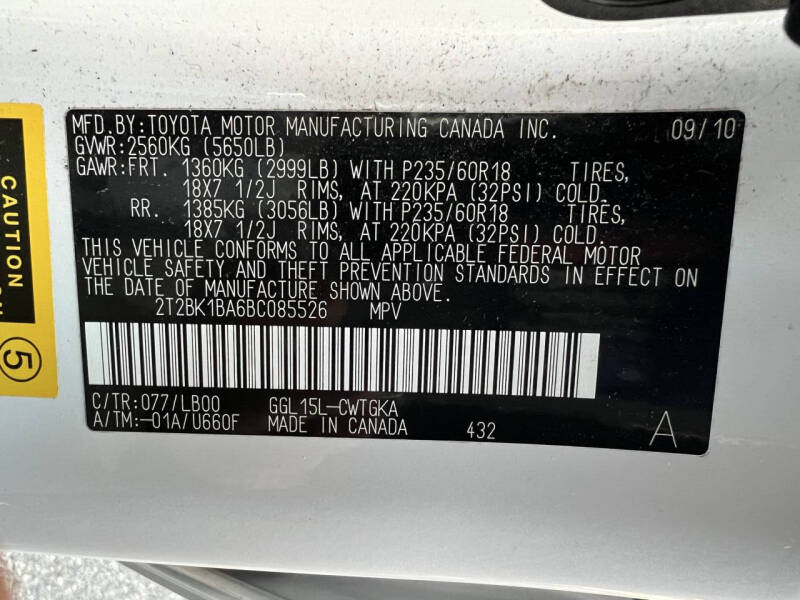 MFD.BY:TOYOTA MOTOR MANUFACTURING CANADA INC. 09/10
GVWR:2560KG (5650LB)
GAWR:FRT. 1360KG (2999LB) WITH P235/60R18 TIRES,
18X7 1/2J RIMS, AT 220KPA (32PSI) COLD.
RR. 1385KG (3056LB) WITH P235/60R18 TIRES,
18X7 1/2J RIMS, AT 220KPA (32PSI) COLD.
THIS VEHICLE CONFORMS TO ALL APPLICABLE FEDERAL MOTOR
VEHICLE SAFETY AND THEFT PREVENTION STANDARDS IN EFFECT ON
THE DATE OF MANUFACTURE SHOWN ABOVE.
2T2BK1BA6BC085526 MPV
C/TR:077/LB00 GGL15L-CWTGKA
A/TM:-01A/U660F MADE IN CANADA 432 A
CAUTION
5